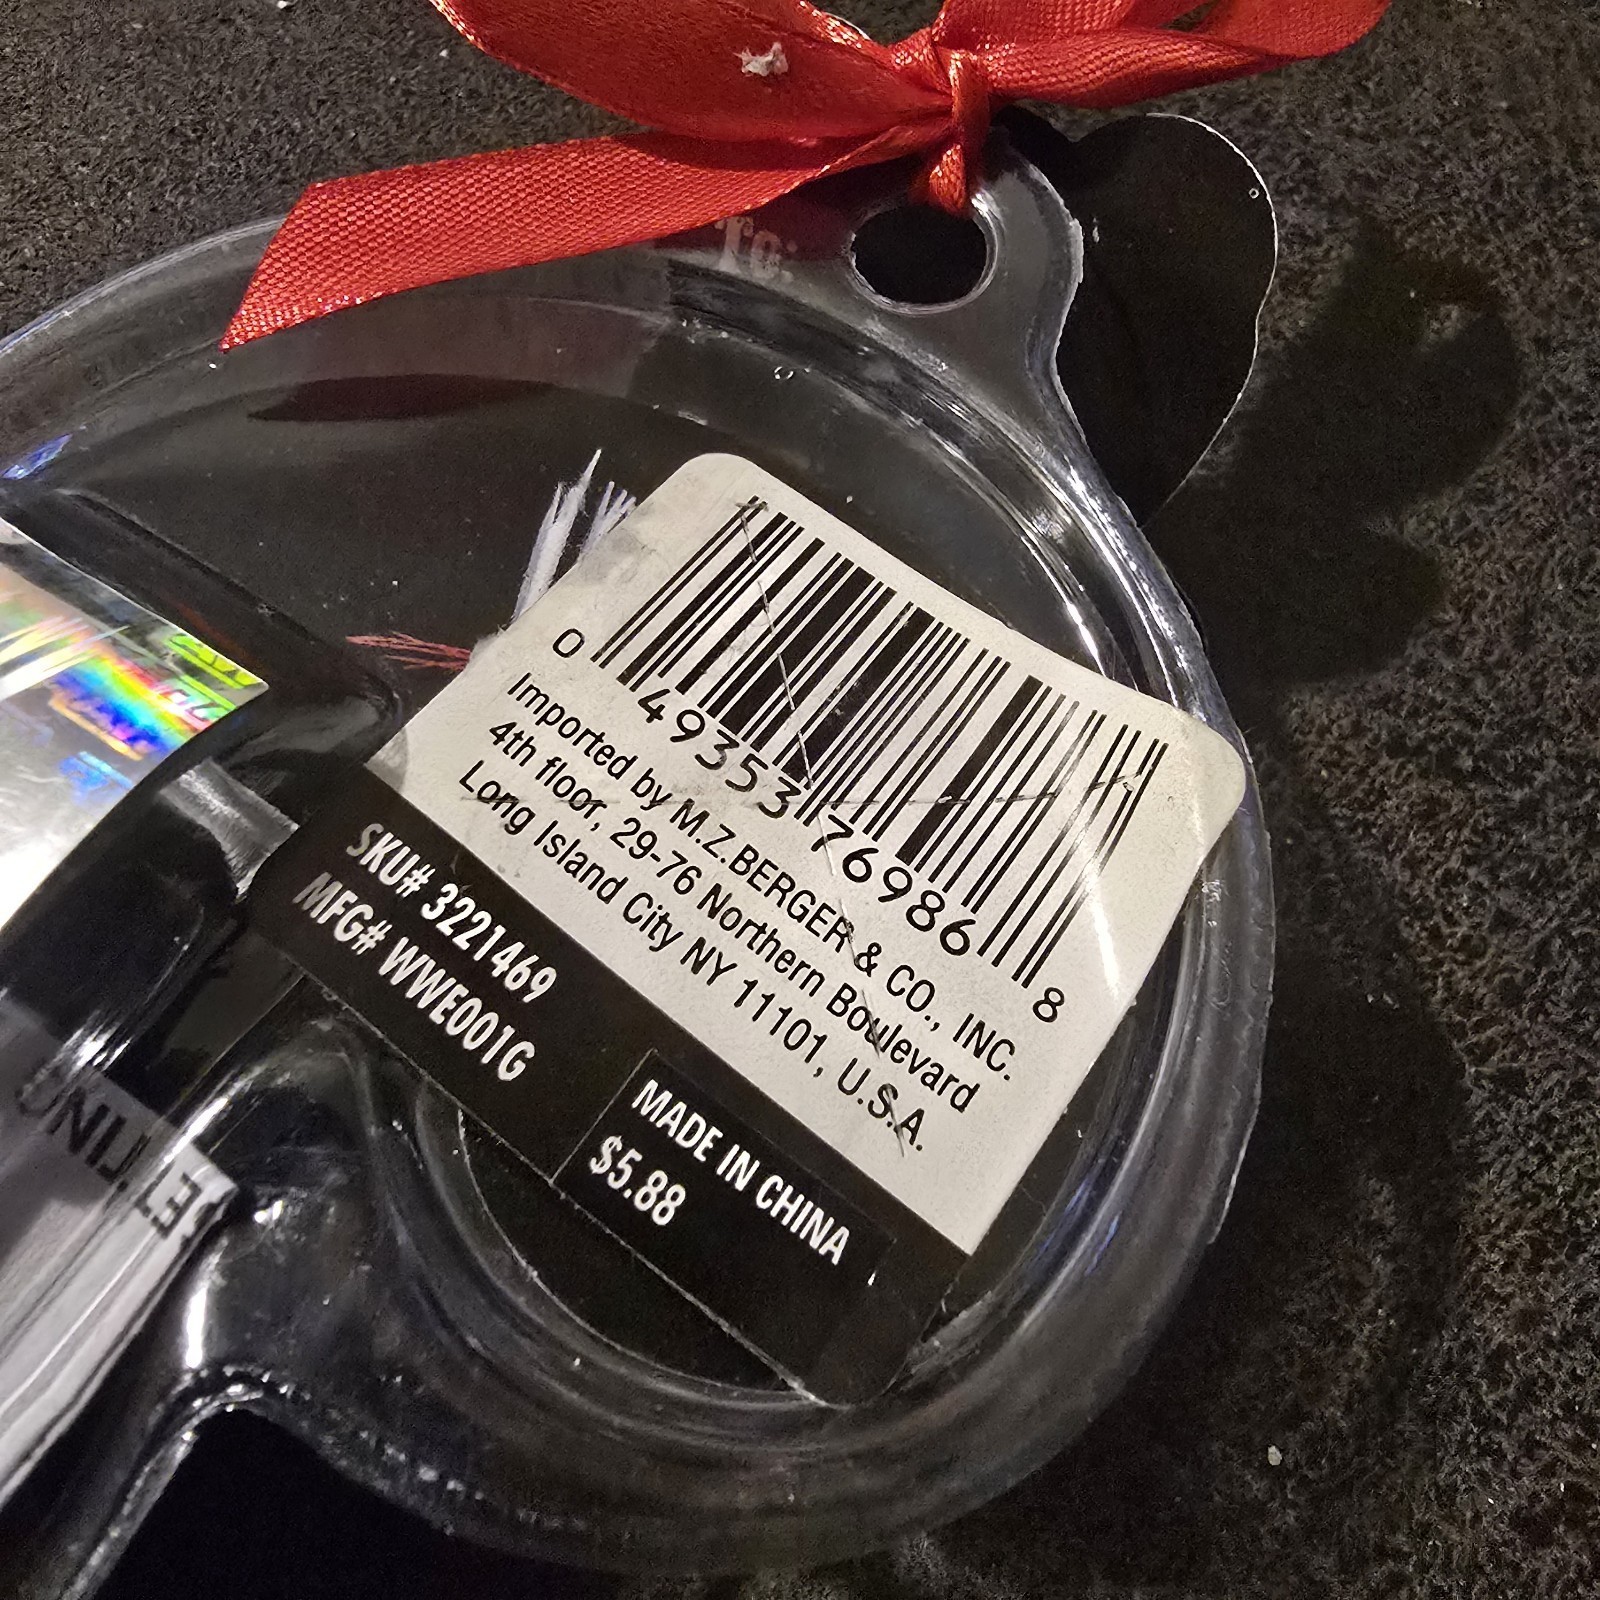 0 49353 76986 8
Imported by M.Z.BERGER & CO., INC.
4th floor, 29-76 Northern Boulevard
Long Island City NY 11101, U.S.A.
SKU# 3221469
MFG# WWE001G
MADE IN CHINA
$5.88